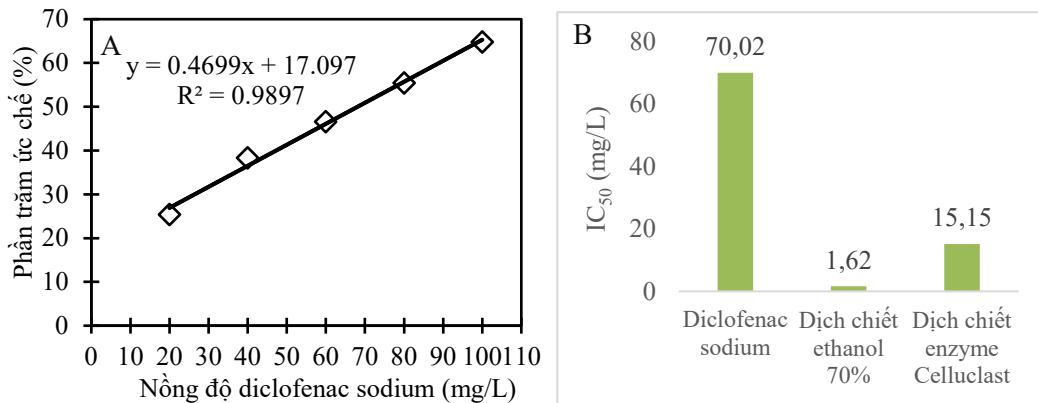 A
y = 0.4699x + 17.097
R² = 0.9897
Phần trăm ức chế (%)
70
60
50
40
30
20
10
0
0 10 20 30 40 50 60 70 80 90 100 110
Nồng độ diclofenac sodium (mg/L)
B
IC₅₀ (mg/L)
80
60
40
20
0
70,02
1,62
15,15
Diclofenac
sodium
Dịch chiết
ethanol
70%
Dịch chiết
enzyme
Celluclast